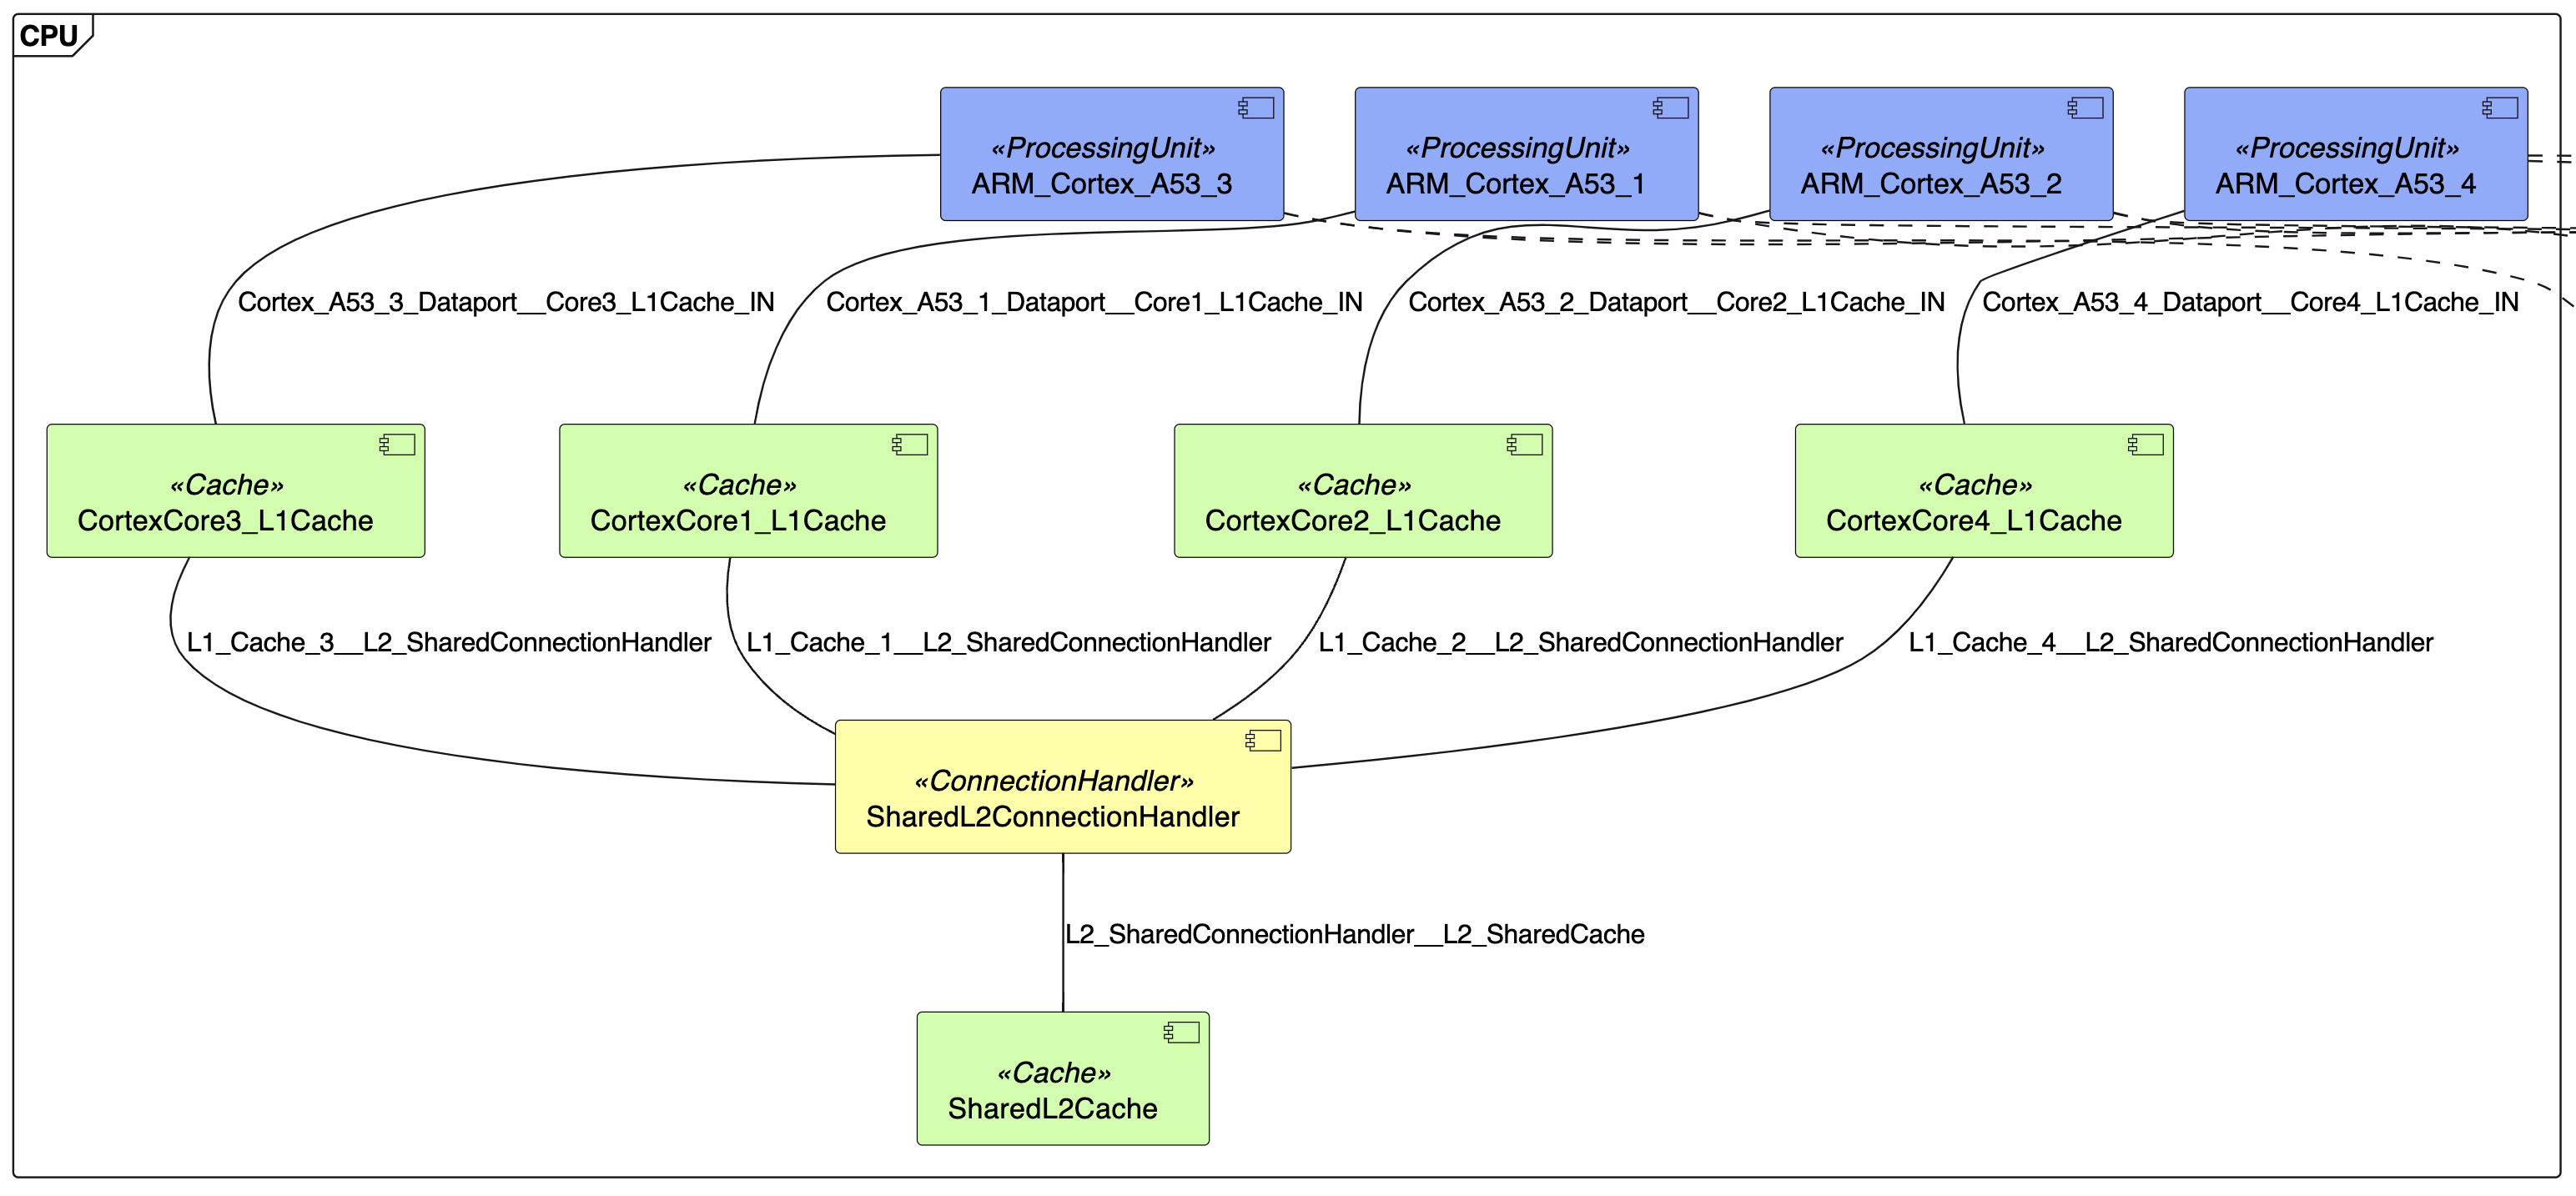 CPU
«ProcessingUnit»
ARM_Cortex_A53_3
«ProcessingUnit»
ARM_Cortex_A53_1
«ProcessingUnit»
ARM_Cortex_A53_2
«ProcessingUnit»
ARM_Cortex_A53_4
Cortex_A53_3_Dataport__Core3_L1Cache_IN
Cortex_A53_1_Dataport__Core1_L1Cache_IN
Cortex_A53_2_Dataport__Core2_L1Cache_IN
Cortex_A53_4_Dataport__Core4_L1Cache_IN
«Cache»
CortexCore3_L1Cache
«Cache»
CortexCore1_L1Cache
«Cache»
CortexCore2_L1Cache
«Cache»
CortexCore4_L1Cache
L1_Cache_3__L2_SharedConnectionHandler
L1_Cache_1__L2_SharedConnectionHandler
L1_Cache_2__L2_SharedConnectionHandler
L1_Cache_4__L2_SharedConnectionHandler
«ConnectionHandler»
SharedL2ConnectionHandler
L2_SharedConnectionHandler__L2_SharedCache
«Cache»
SharedL2Cache